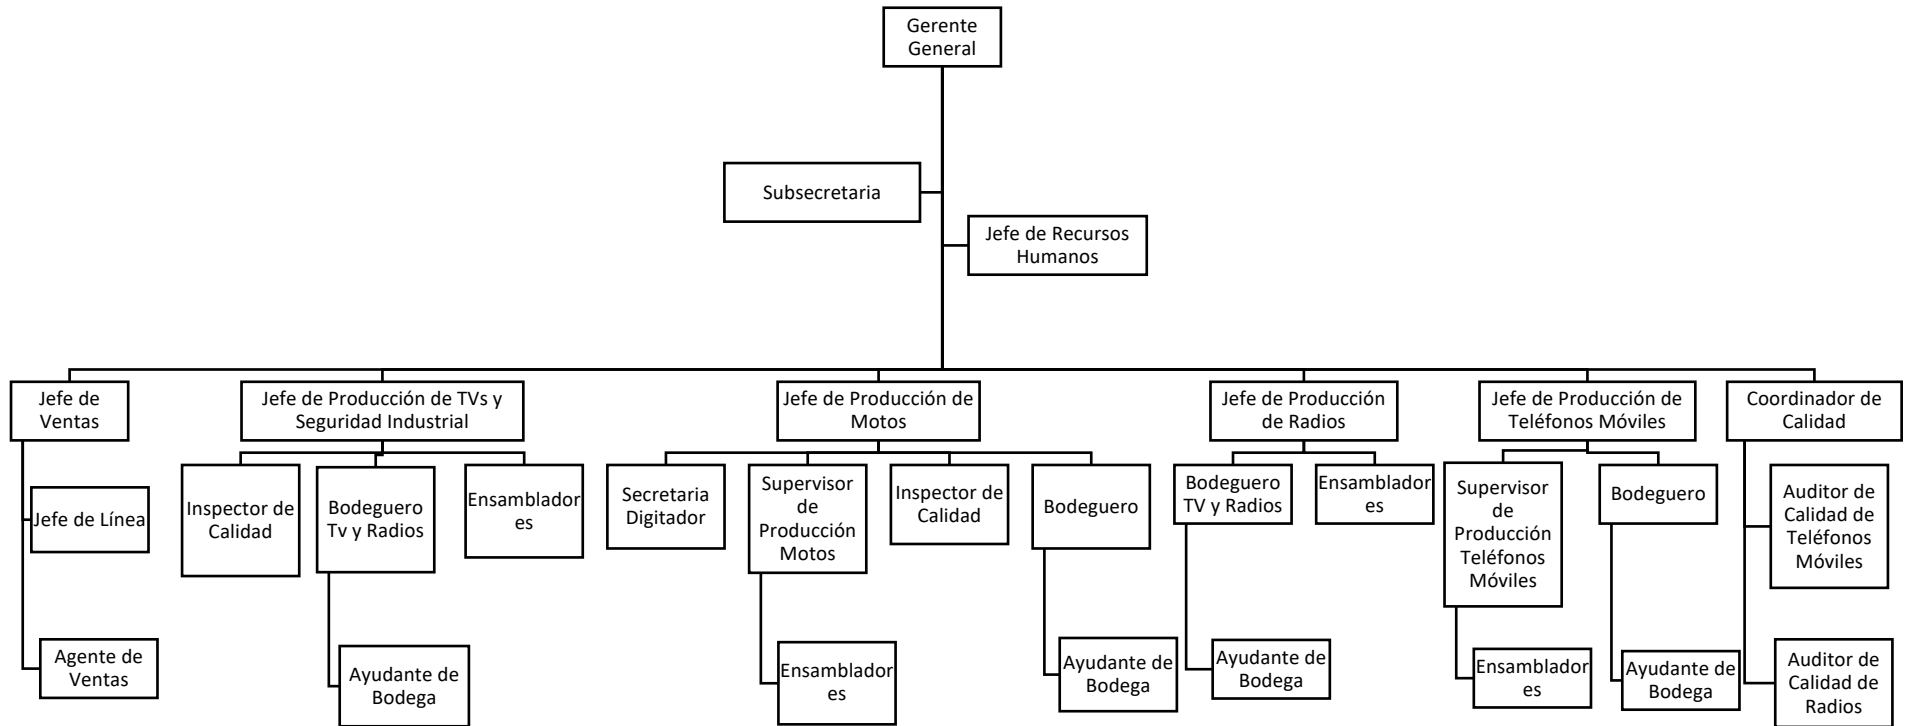 Gerente
General
Subsecretaria
Jefe de Recursos
Humanos
Jefe de
Ventas
Jefe de Producción de TVs y
Seguridad Industrial
Jefe de Producción de
Motos
Jefe de Producción
de Radios
Jefe de Producción de
Teléfonos Móviles
Coordinador de
Calidad
Jefe de Línea
Agente de
Ventas
Inspector de
Calidad
Bodeguero
Tv y Radios
Ayudante de
Bodega
Ensamblador
es
Secretaria
Digitador
Supervisor
de
Producción
Motos
Ensamblador
es
Inspector de
Calidad
Bodeguero
Ayudante de
Bodega
Bodeguero
TV y Radios
Ayudante de
Bodega
Ensamblador
es
Supervisor
de
Producción
Teléfonos
Móviles
Ensamblador
es
Bodeguero
Ayudante de
Bodega
Auditor de
Calidad de
Teléfonos
Móviles
Auditor de
Calidad de
Radios